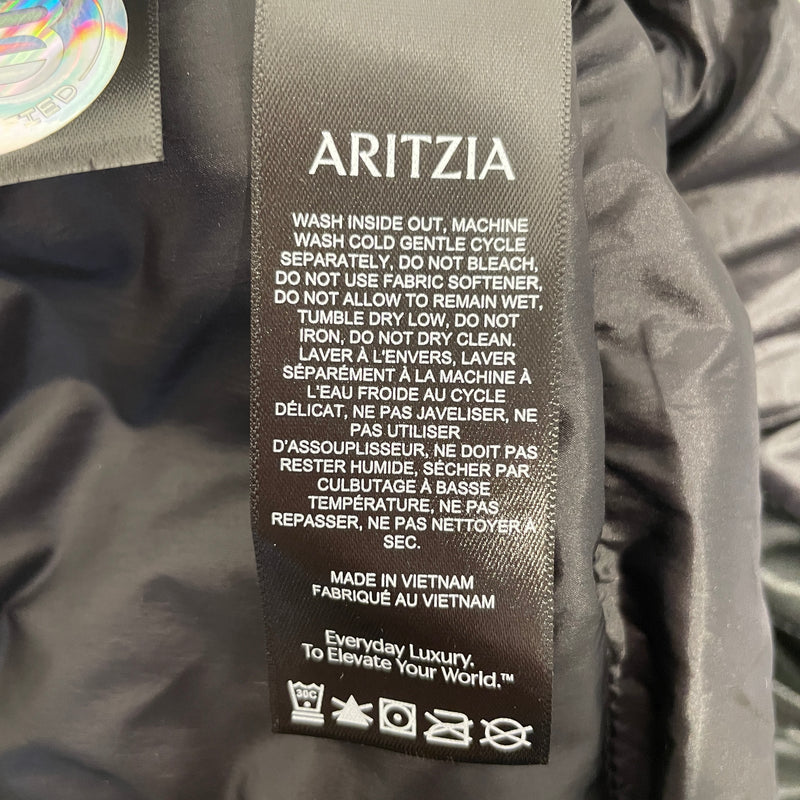 ARITZIA
WASH INSIDE OUT, MACHINE
WASH COLD GENTLE CYCLE
SEPARATELY, DO NOT BLEACH,
DO NOT USE FABRIC SOFTENER,
DO NOT ALLOW TO REMAIN WET,
TUMBLE DRY LOW, DO NOT
IRON, DO NOT DRY CLEAN.
LAVER À L'ENVERS, LAVER
SÉPARÉMENT À LA MACHINE À
L'EAU FROIDE AU CYCLE
DÉLICAT, NE PAS JAVELISER, NE
PAS UTILISER
D'ASSOUPLISSEUR, NE DOIT PAS
RESTER HUMIDE, SÉCHER PAR
CULBUTAGE À BASSE
TEMPÉRATURE, NE PAS
REPASSER, NE PAS NETTOYER À
SEC.
MADE IN VIETNAM
FABRIQUÉ AU VIETNAM
Everyday Luxury.
To Elevate Your World.™
30C